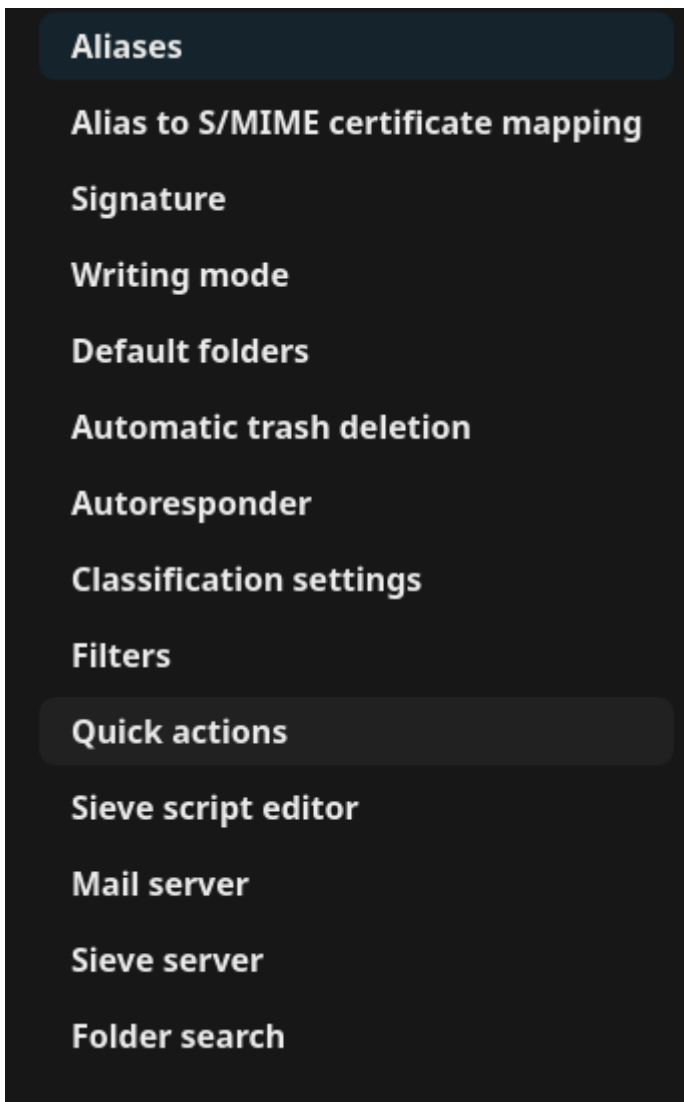 Aliases
Alias to S/MIME certificate mapping
Signature
Writing mode
Default folders
Automatic trash deletion
Autoresponder
Classification settings
Filters
Quick actions
Sieve script editor
Mail server
Sieve server
Folder search